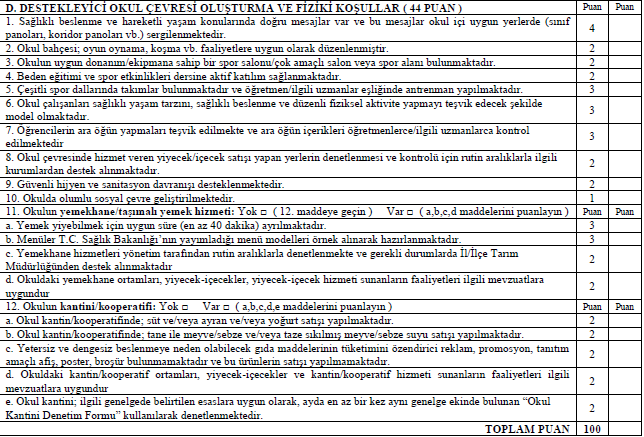 D. DESTEKLEYİCİ OKUL ÇEVRESİ OLUŞTURMA VE FİZİKİ KOŞULLAR ( 44 PUAN ) Puan Puan
1. Sağlıklı beslenme ve hareketli yaşam konularında doğru mesajlar var ve bu mesajlar okul içi uygun yerlerde (sınıf
panoları, koridor panoları vb.) sergilenmektedir. 4
2. Okul bahçesi; oyun oynama, koşma vb. faaliyetlere uygun olarak düzenlenmiştir. 2
3. Okulun uygun donanım/ekipmana sahip bir spor salonu/çok amaçlı salon veya spor alanı bulunmaktadır. 2
4. Beden eğitimi ve spor etkinlikleri dersine aktif katılım sağlanmaktadır. 2
5. Çeşitli spor dallarında takımlar bulunmaktadır ve öğretmen/ilgili uzmanlar eşliğinde antrenman yapılmaktadır. 3
6. Okul çalışanları sağlıklı yaşam tarzını, sağlıklı beslenme ve düzenli fiziksel aktivite yapmayı teşvik edecek şekilde
model olmaktadır. 3
7. Öğrencilerin ara öğün yapmaları teşvik edilmekte ve ara öğün içerikleri öğretmenlerce/ilgili uzmanlarca kontrol
edilmektedir 3
8. Okul çevresinde hizmet veren yiyecek/içecek satışı yapan yerlerin denetlenmesi ve kontrolü için rutin aralıklarla ilgili
kurumlardan destek alınmaktadır. 2
9. Güvenli hijyen ve sanitasyon davranışı desteklenmektedir. 2
10. Okulda olumlu sosyal çevre geliştirilmektedir. 1
11. Okulun yemekhane/taşımalı yemek hizmeti: Yok □ ( 12. maddeye geçin ) Var □ ( a,b,c,d maddelerini puanlayın ) Puan Puan
a. Yemek yiyebilmek için uygun süre (en az 40 dakika) ayrılmaktadır. 3
b. Menüler T.C. Sağlık Bakanlığı’nın yayımladığı menü modelleri örnek alınarak hazırlanmaktadır. 3
c. Yemekhane hizmetleri yönetim tarafından rutin aralıklarla denetlenmekte ve gerekli durumlarda İl/İlçe Tarım
Müdürlüğünden destek alınmaktadır 2
d. Okuldaki yemekhane ortamları, yiyecek-içecekler, yiyecek-içecek hizmeti sunanların faaliyetleri ilgili mevzuatlara
uygundur 2
12. Okulun kantini/kooperatifi: Yok □ Var □ ( a,b,c,d,e maddelerini puanlayın ) Puan Puan
a. Okul kantin/kooperatifinde; süt ve/veya ayran ve/veya yoğurt satışı yapılmaktadır. 2
b. Okul kantin/kooperatifinde; tane ile meyve/sebze ve/veya taze sıkılmış meyve/sebze suyu satışı yapılmaktadır. 2
c. Yetersiz ve dengesiz beslenmeye neden olabilecek gıda maddelerinin tüketimini özendirici reklam, promosyon, tanıtım
amaçlı afiş, poster, broşür bulunmamaktadır ve bu ürünlerin satışı yapılmamaktadır. 2
d. Okuldaki kantin/kooperatif ortamları, yiyecek-içecekler ve kantin/kooperatif hizmeti sunanların faaliyetleri ilgili
mevzuatlara uygundur 2
e. Okul kantini; ilgili genelgede belirtilen esaslara uygun olarak, ayda en az bir kez aynı genelge ekinde bulunan “Okul
Kantini Denetim Formu” kullanılarak denetlenmektedir. 2
TOPLAM PUAN 100